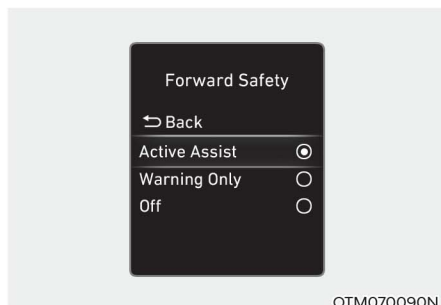 Forward Safety
Back
Active Assist
Warning Only
Off
OTM070090N